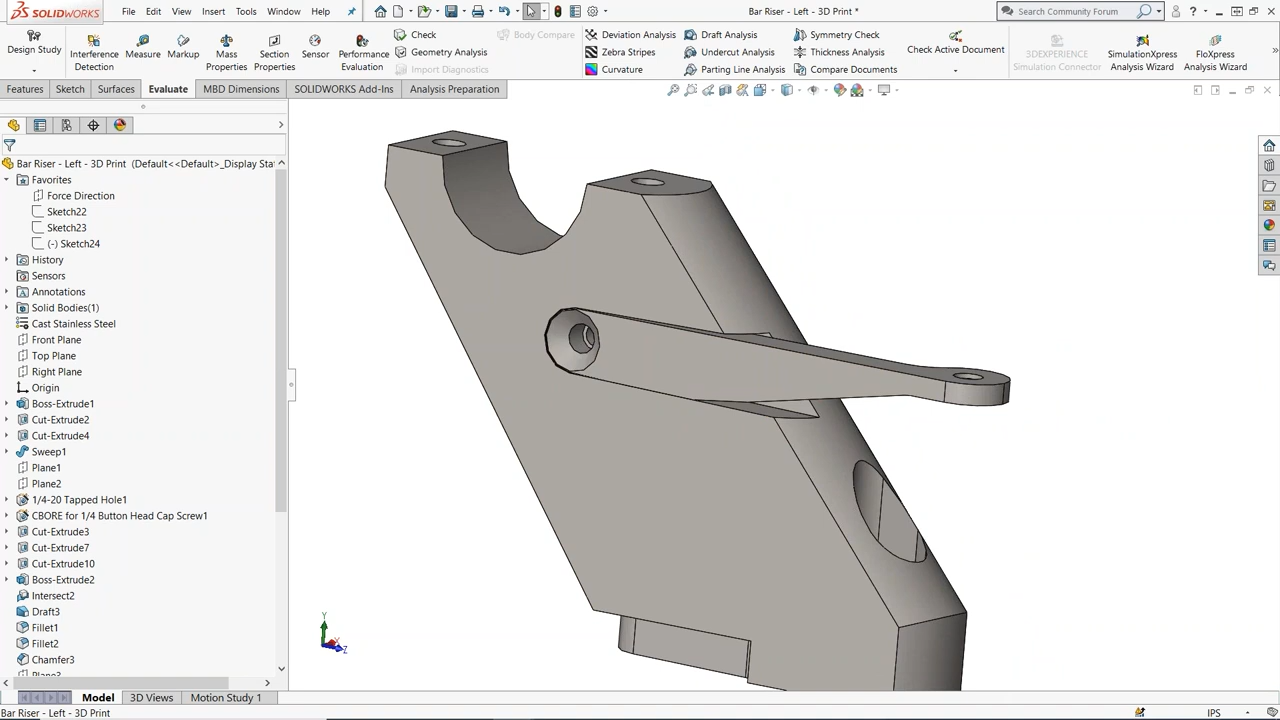 SOLIDWORKS
File Edit View Insert Tools Window Help
Bar Riser - Left - 3D Print *
Search Community Forum
Design Study
Interference Detection
Measure
Markup
Mass Properties
Section Properties
Sensor
Performance Evaluation
Check
Geometry Analysis
Import Diagnostics
Body Compare
Deviation Analysis
Zebra Stripes
Curvature
Draft Analysis
Undercut Analysis
Parting Line Analysis
Symmetry Check
Thickness Analysis
Compare Documents
Check Active Document
3DEXPERIENCE Simulation Connector
SimulationXpress Analysis Wizard
FloXpress Analysis Wizard
Features Sketch Surfaces Evaluate MBD Dimensions SOLIDWORKS Add-Ins Analysis Preparation
Bar Riser - Left - 3D Print (Default<<Default>_Display Sta
Favorites
Force Direction
Sketch22
Sketch23
(-) Sketch24
History
Sensors
Annotations
Solid Bodies(1)
Cast Stainless Steel
Front Plane
Top Plane
Right Plane
Origin
Boss-Extrude1
Cut-Extrude2
Cut-Extrude4
Sweep1
Plane1
Plane2
1/4-20 Tapped Hole1
CBORE for 1/4 Button Head Cap Screw1
Cut-Extrude3
Cut-Extrude7
Cut-Extrude10
Boss-Extrude2
Intersect2
Draft3
Fillet1
Fillet2
Chamfer3
Y
X
Z
Model 3D Views Motion Study 1
Bar Riser - Left - 3D Print
IPS